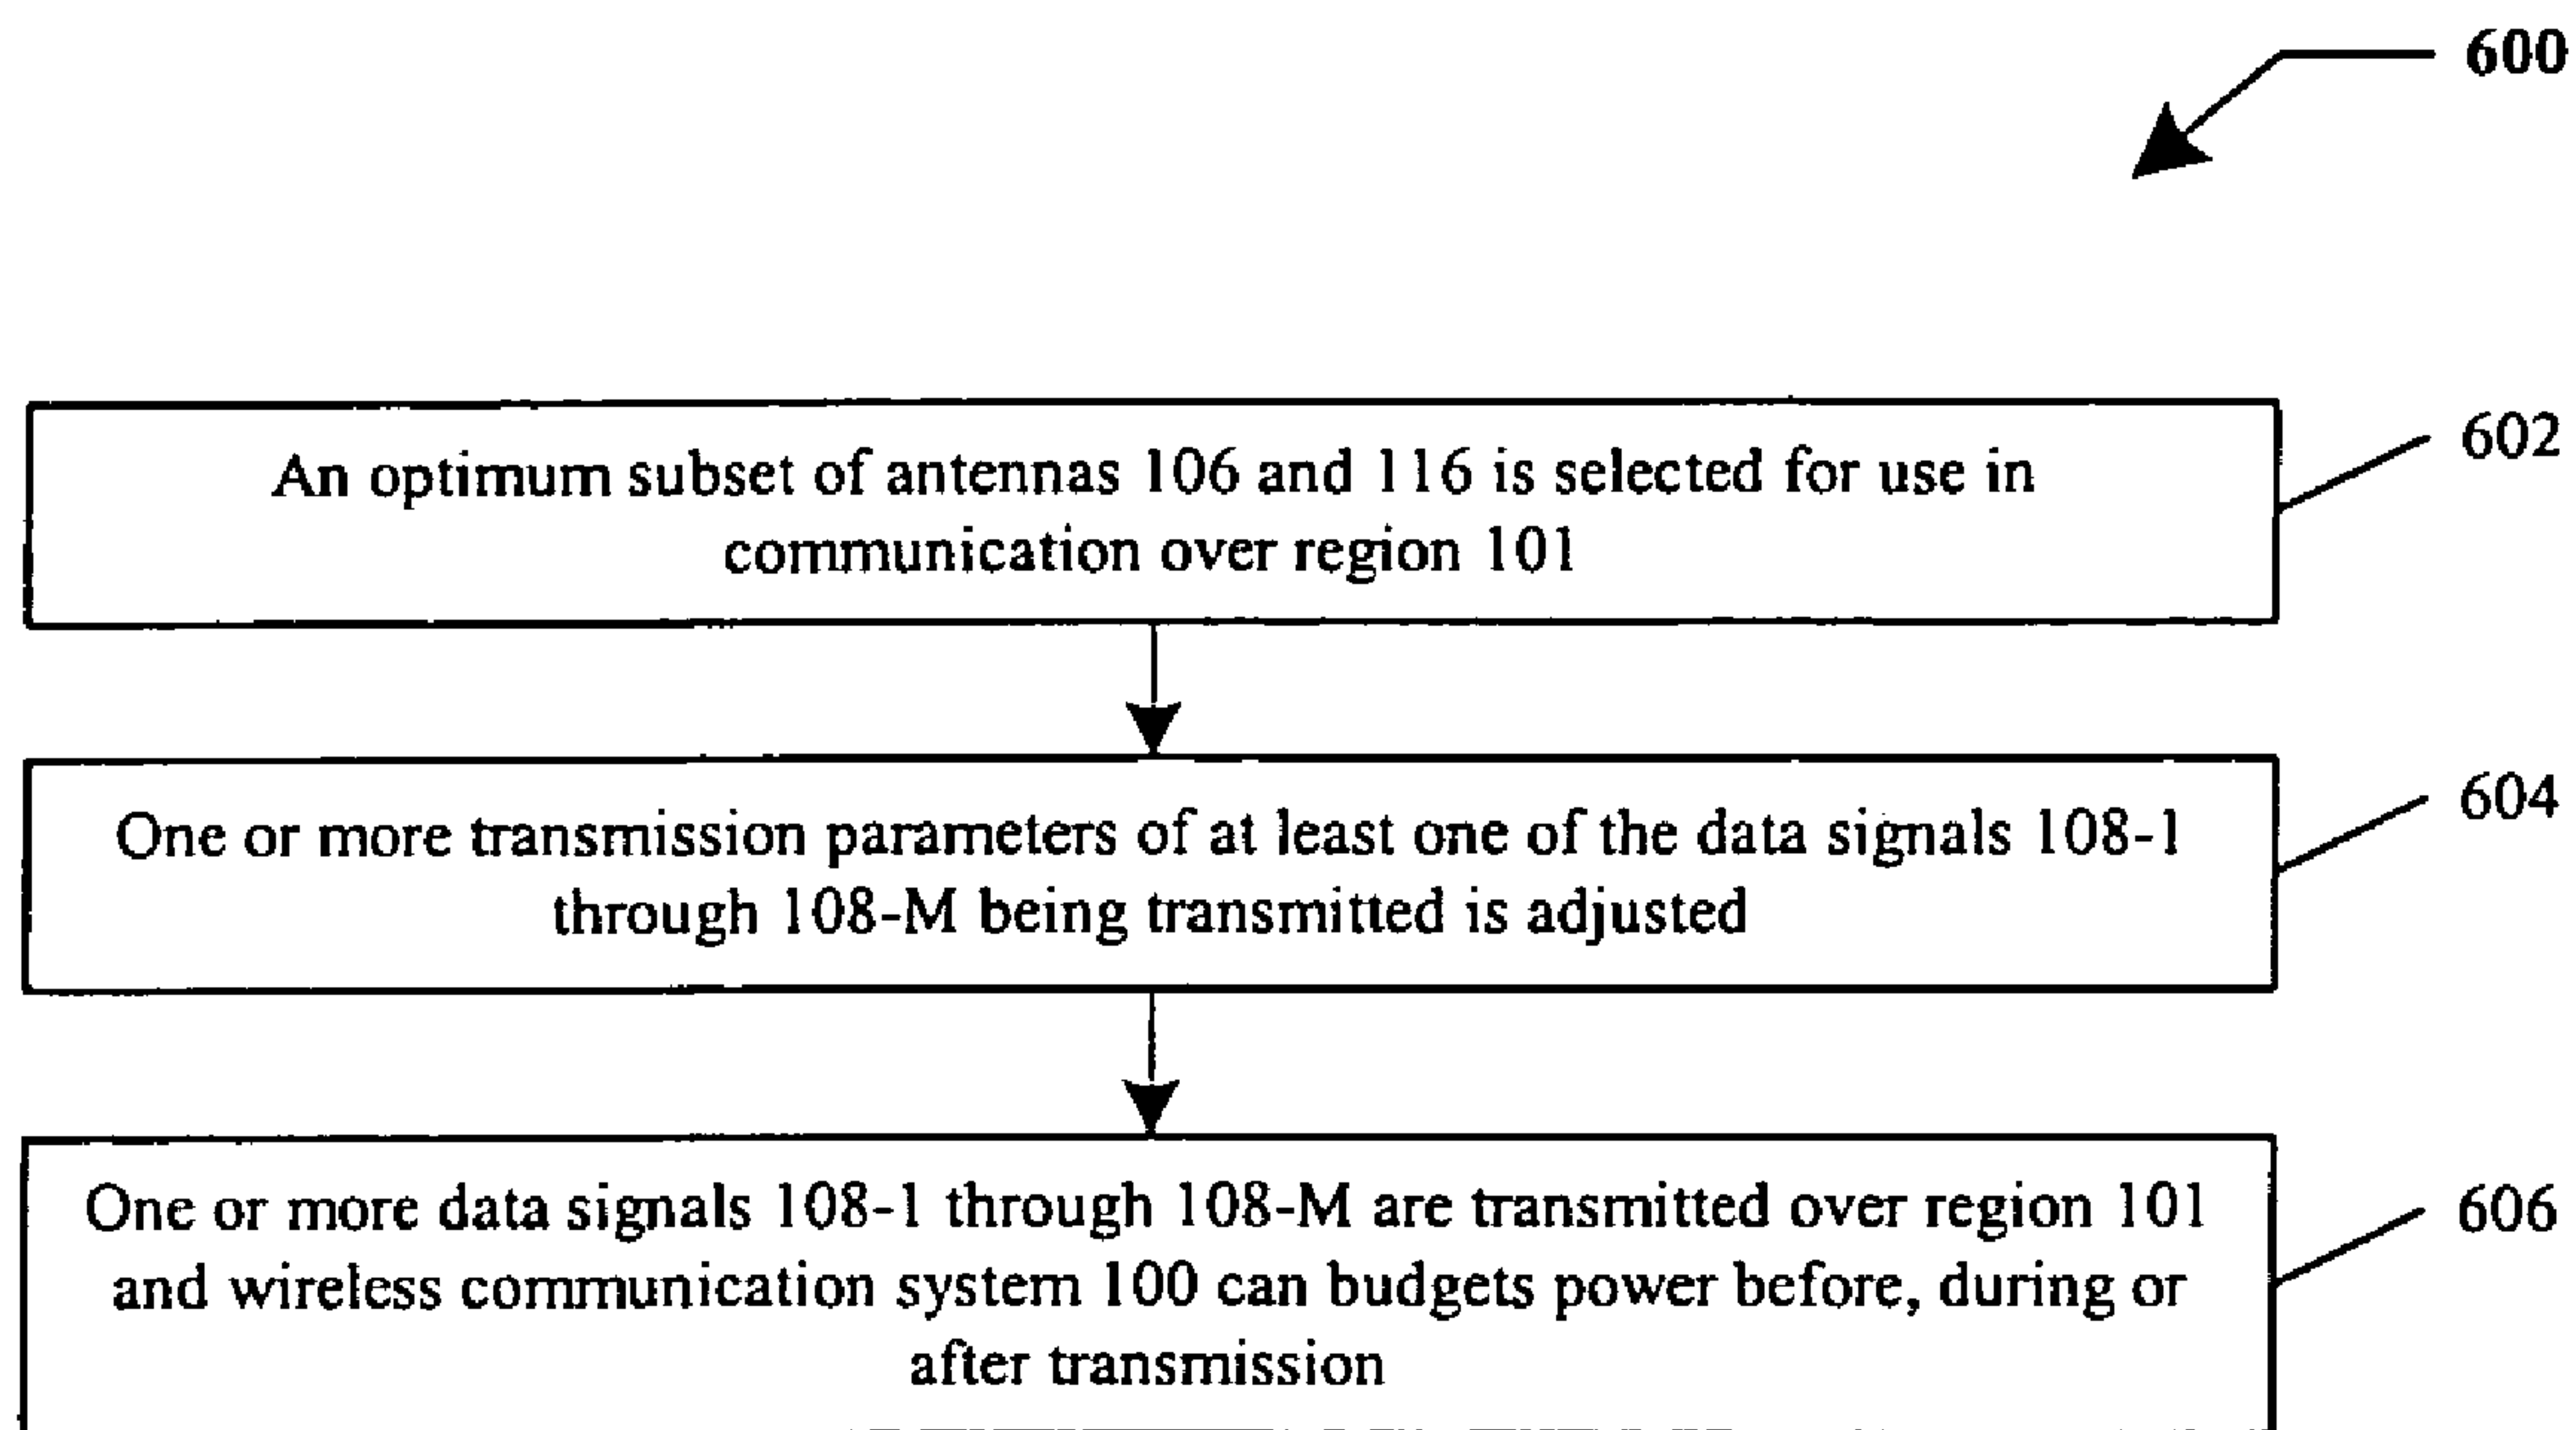 600
An optimum subset of antennas 106 and 116 is selected for use in
communication over region 101
602
One or more transmission parameters of at least one of the data signals 108-1
through 108-M being transmitted is adjusted
604
One or more data signals 108-1 through 108-M are transmitted over region 101
and wireless communication system 100 can budgets power before, during or
after transmission
606